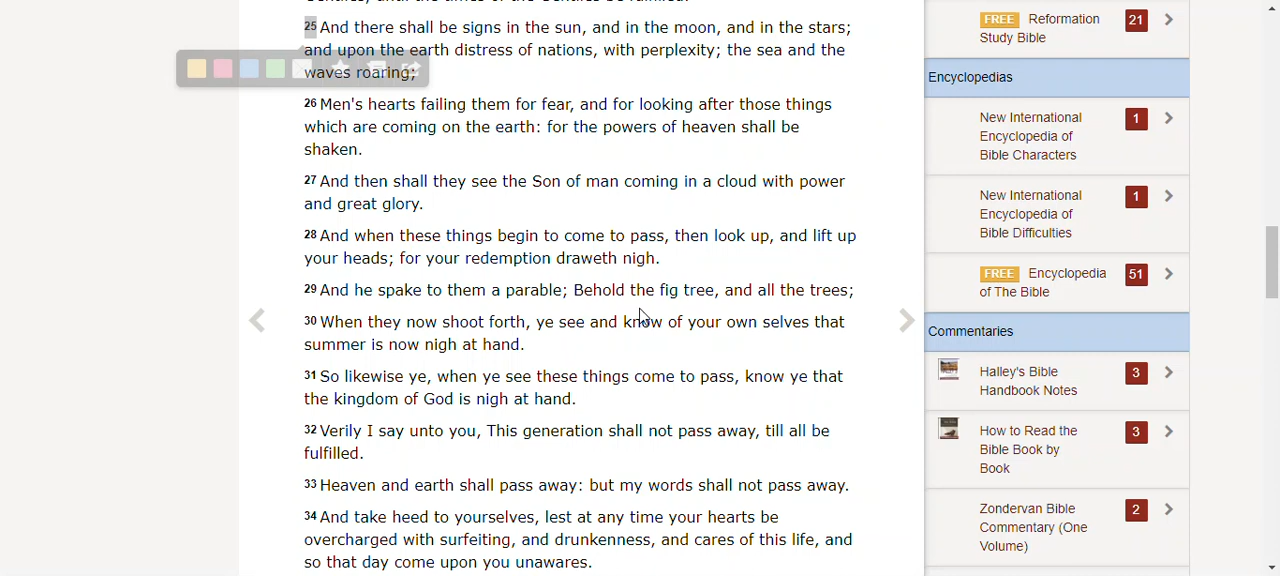 Gentiles, until the times of the Gentiles be fulfilled.
25 And there shall be signs in the sun, and in the moon, and in the stars;
and upon the earth distress of nations, with perplexity; the sea and the
waves roaring;
26 Men's hearts failing them for fear, and for looking after those things
which are coming on the earth: for the powers of heaven shall be
shaken.
27 And then shall they see the Son of man coming in a cloud with power
and great glory.
28 And when these things begin to come to pass, then look up, and lift up
your heads; for your redemption draweth nigh.
29 And he spake to them a parable; Behold the fig tree, and all the trees;
30 When they now shoot forth, ye see and know of your own selves that
summer is now nigh at hand.
31 So likewise ye, when ye see these things come to pass, know ye that
the kingdom of God is nigh at hand.
32 Verily I say unto you, This generation shall not pass away, till all be
fulfilled.
33 Heaven and earth shall pass away: but my words shall not pass away.
34 And take heed to yourselves, lest at any time your hearts be
overcharged with surfeiting, and drunkenness, and cares of this life, and
so that day come upon you unawares.
FREE Reformation 21
Study Bible
Encyclopedias
New International 1
Encyclopedia of
Bible Characters
New International 1
Encyclopedia of
Bible Difficulties
FREE Encyclopedia 51
of The Bible
Commentaries
Halley's Bible 3
Handbook Notes
How to Read the 3
Bible Book by
Book
Zondervan Bible 2
Commentary (One
Volume)